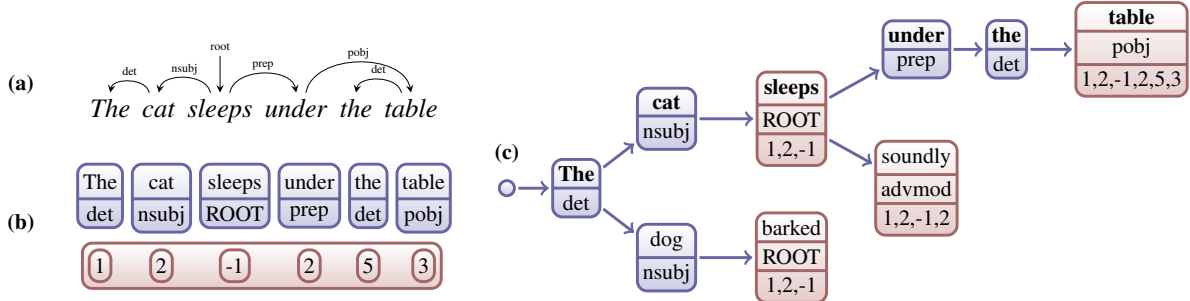 (a)
root
det nsubj prep pobj det
The cat sleeps under the table
(b)
The cat sleeps under the table
det nsubj ROOT prep det pobj
1 2 -1 2 5 3
(c)
The
det
cat
nsubj
sleeps
ROOT
1,2,-1
under
prep
the
det
table
pobj
1,2,-1,2,5,3
soundly
advmod
1,2,-1,2
dog
nsubj
barked
ROOT
1,2,-1